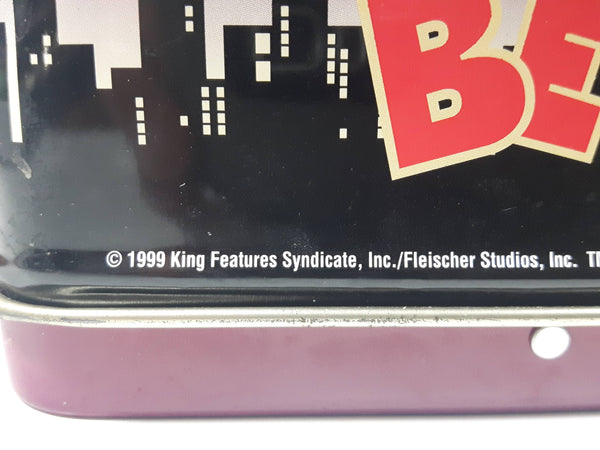 BE
© 1999 King Features Syndicate, Inc./Fleischer Studios, Inc.